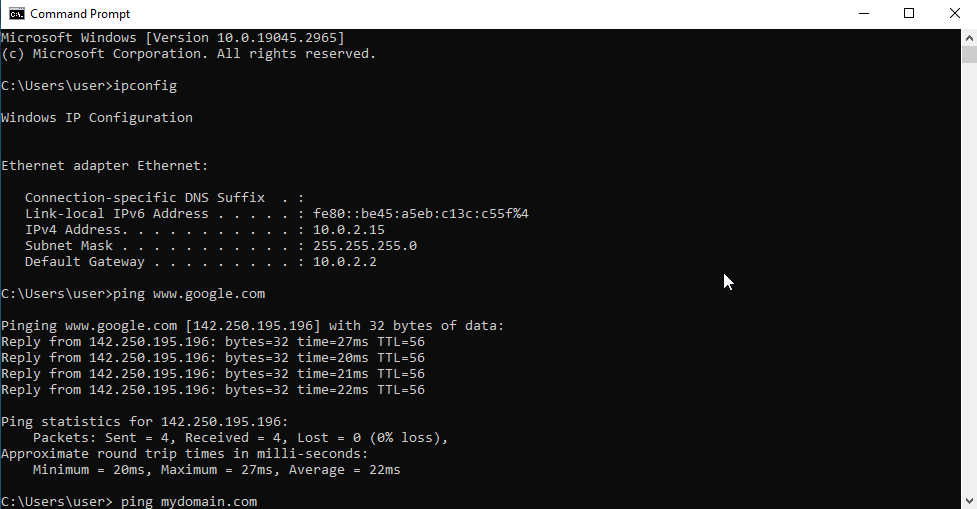 Command Prompt
Microsoft Windows [Version 10.0.19045.2965]
(c) Microsoft Corporation. All rights reserved.
C:\Users\user>ipconfig
Windows IP Configuration
Ethernet adapter Ethernet:
   Connection-specific DNS Suffix  . :
   Link-local IPv6 Address . . . . . : fe80::be45:a5eb:c13c:c55f%4
   IPv4 Address. . . . . . . . . . . : 10.0.2.15
   Subnet Mask . . . . . . . . . . . : 255.255.255.0
   Default Gateway . . . . . . . . . : 10.0.2.2
C:\Users\user>ping www.google.com
Pinging www.google.com [142.250.195.196] with 32 bytes of data:
Reply from 142.250.195.196: bytes=32 time=27ms TTL=56
Reply from 142.250.195.196: bytes=32 time=20ms TTL=56
Reply from 142.250.195.196: bytes=32 time=21ms TTL=56
Reply from 142.250.195.196: bytes=32 time=22ms TTL=56
Ping statistics for 142.250.195.196:
    Packets: Sent = 4, Received = 4, Lost = 0 (0% loss),
Approximate round trip times in milli-seconds:
    Minimum = 20ms, Maximum = 27ms, Average = 22ms
C:\Users\user> ping mydomain.com